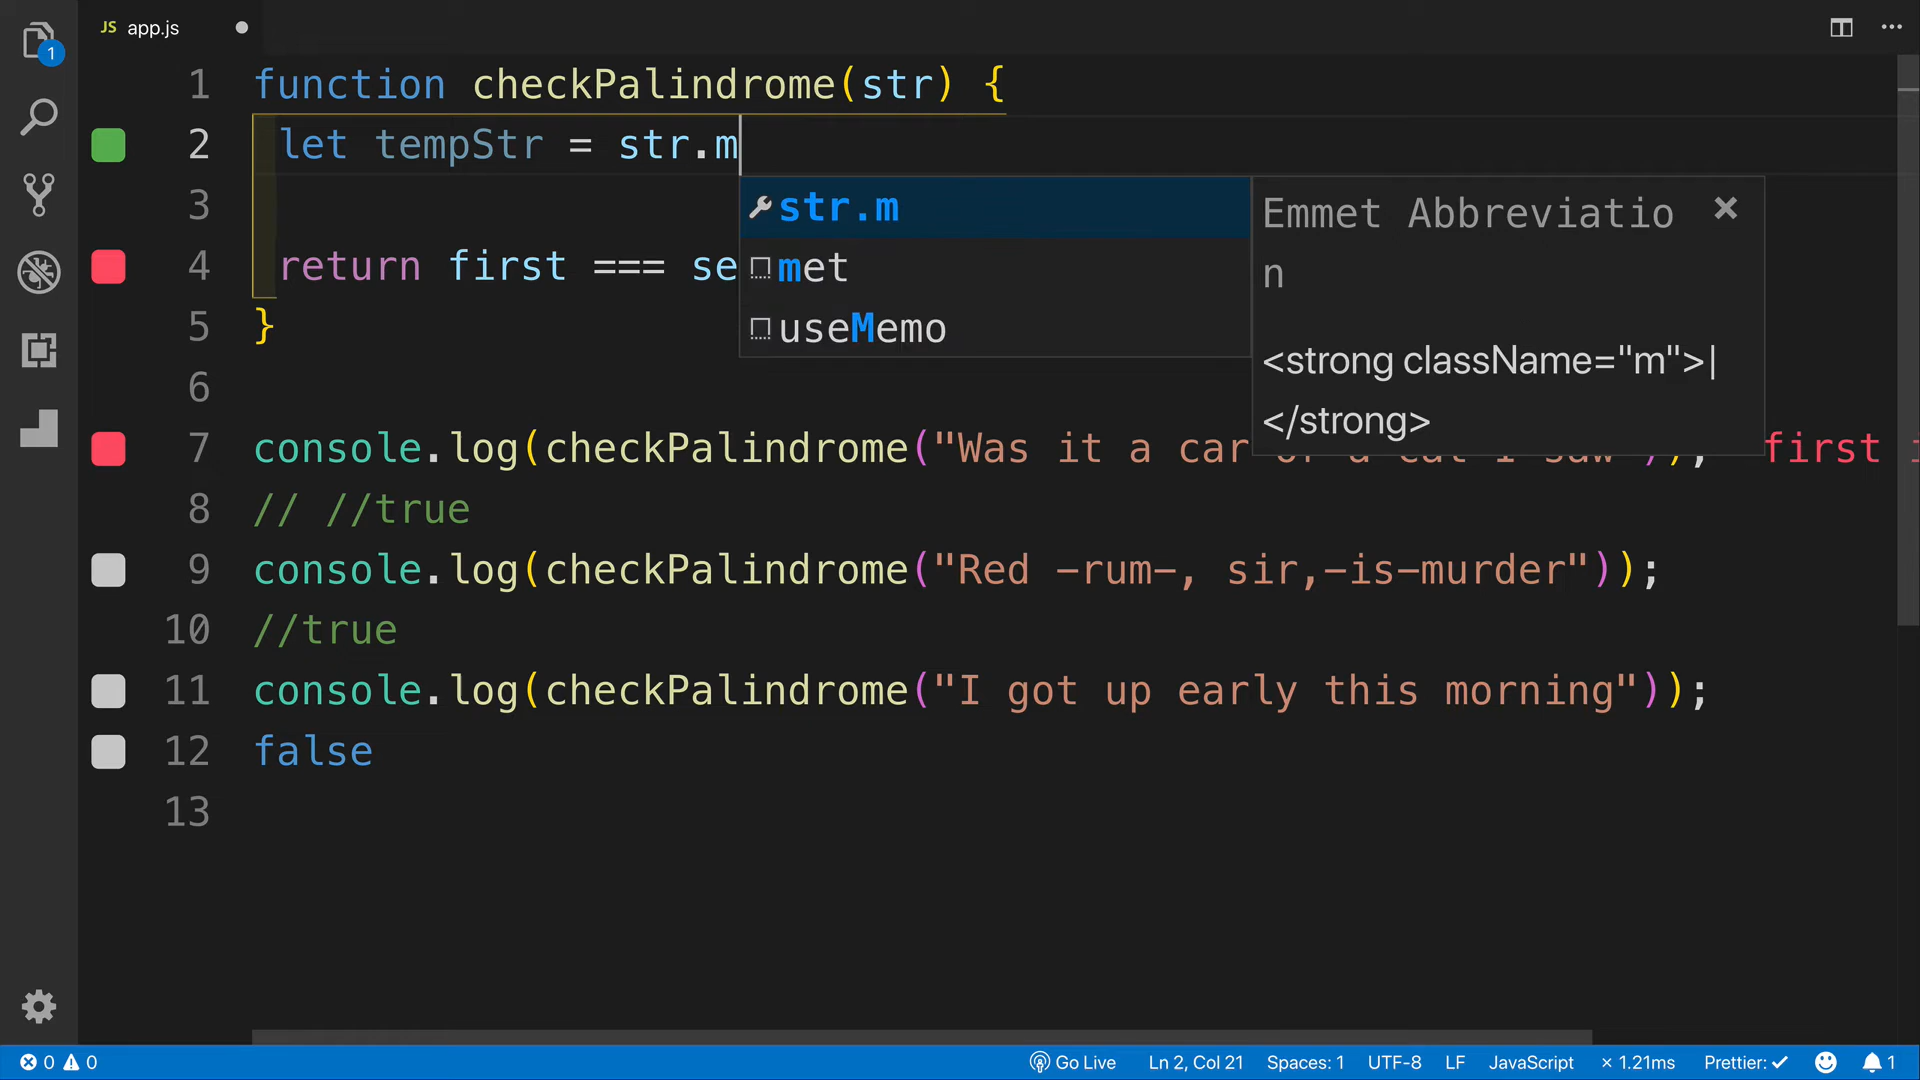 1
JS app.js
1 function checkPalindrome(str) {
2 let tempStr = str.m
3
4 return first === se
5 }
6
7 console.log(checkPalindrome("Was it a car or a cat I saw")); first i
8 // //true
9 console.log(checkPalindrome("Red -rum-, sir,-is-murder"));
10 //true
11 console.log(checkPalindrome("I got up early this morning"));
12 false
13
str.m
met
useMemo
Emmet Abbreviatio
n
<strong className="m">|
</strong>
0 0 Go Live Ln 2, Col 21 Spaces: 1 UTF-8 LF JavaScript × 1.21ms Prettier: ✓ 1